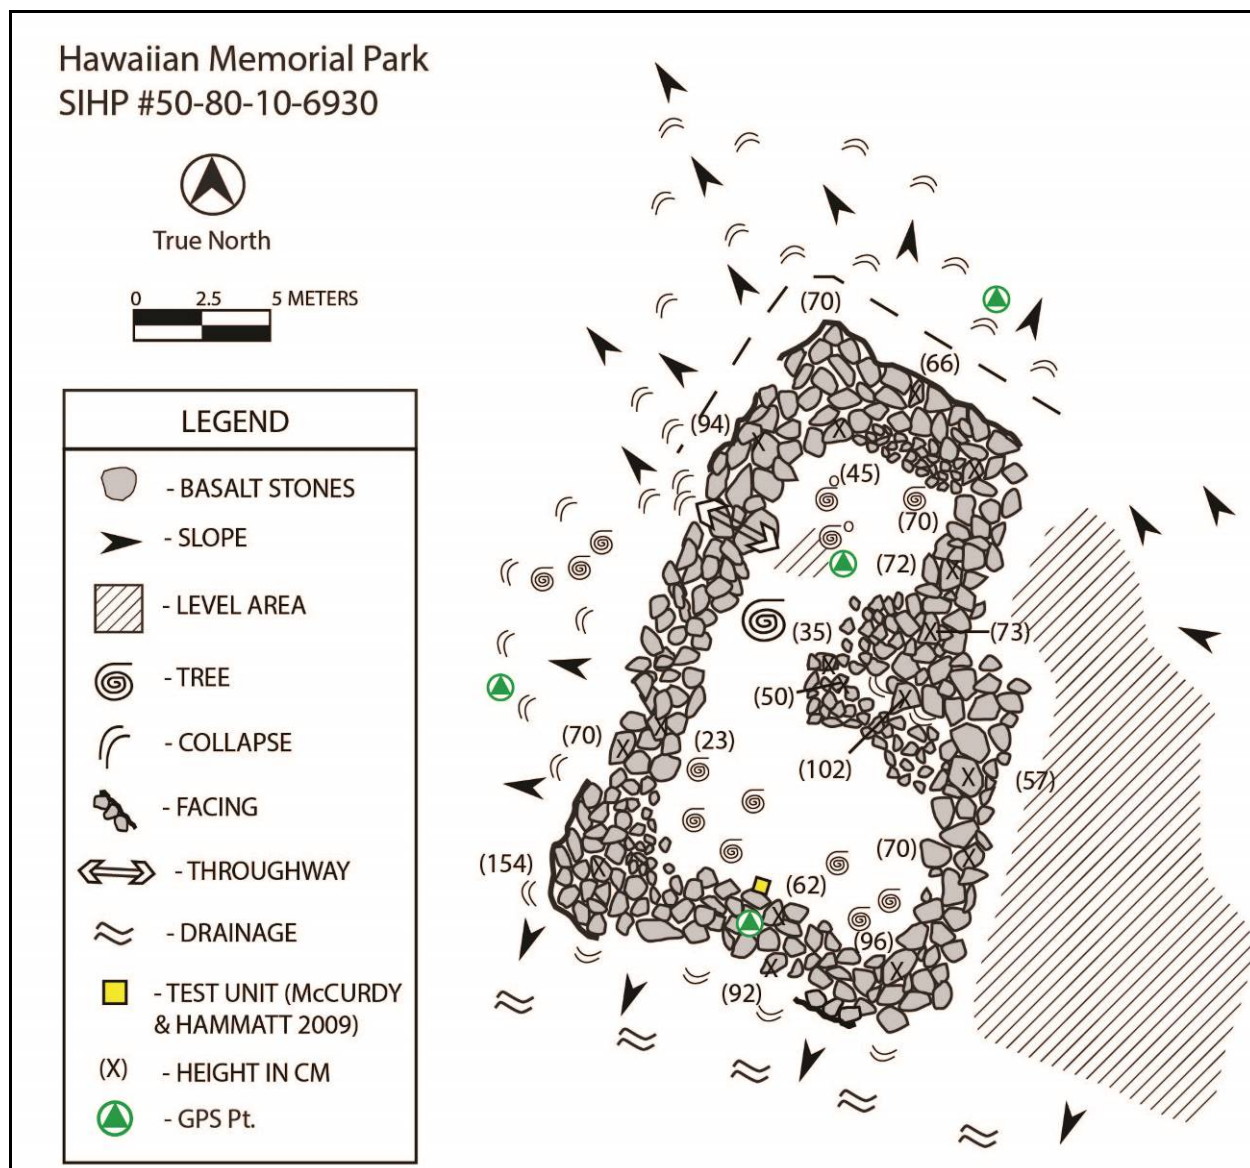 Hawaiian Memorial Park
SIHP #50-80-10-6930
True North
0 2.5 5 METERS
LEGEND
- BASALT STONES
- SLOPE
- LEVEL AREA
- TREE
- COLLAPSE
- FACING
- THROUGHWAY
- DRAINAGE
- TEST UNIT (McCURDY
& HAMMATT 2009)
(X) - HEIGHT IN CM
- GPS Pt.
(70)
(66)
(94)
(45)
(70)
(72)
(35)
(73)
(50)
(70)
(23)
(102)
(57)
(154)
(70)
(62)
(96)
(92)